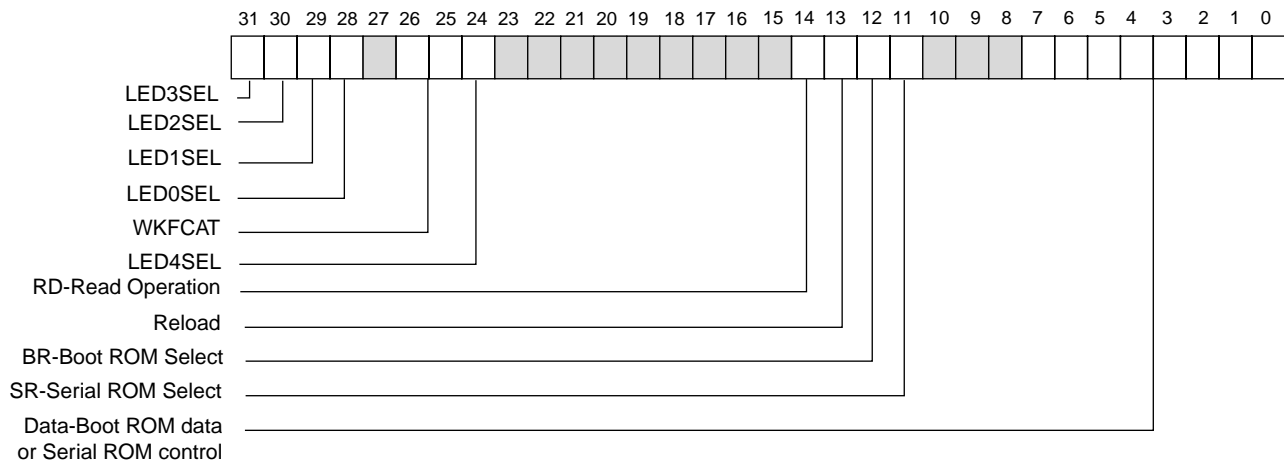 31 30 29 28 27 26 25 24 23 22 21 20 19 18 17 16 15 14 13 12 11 10 9 8 7 6 5 4 3 2 1 0
LED3SEL
LED2SEL
LED1SEL
LED0SEL
WKFCAT
LED4SEL
RD-Read Operation
Reload
BR-Boot ROM Select
SR-Serial ROM Select
Data-Boot ROM data
or Serial ROM control